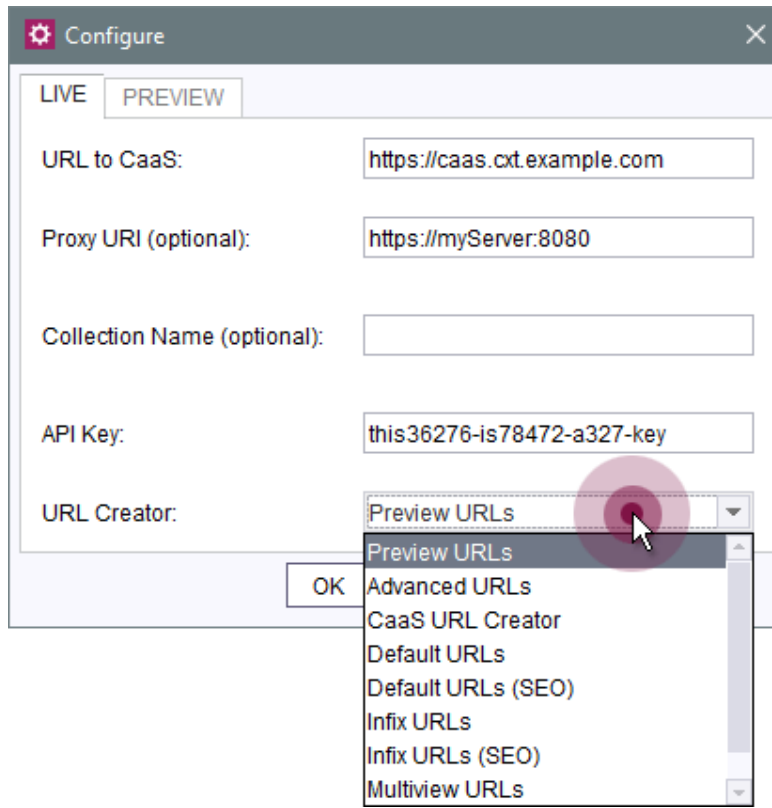 Configure
LIVE PREVIEW
URL to CaaS: https://caas.cxt.example.com
Proxy URI (optional): https://myServer:8080
Collection Name (optional):
API Key: this36276-is78472-a327-key
URL Creator: Preview URLs
Preview URLs
OK Advanced URLs
CaaS URL Creator
Default URLs
Default URLs (SEO)
Infix URLs
Infix URLs (SEO)
Multiview URLs